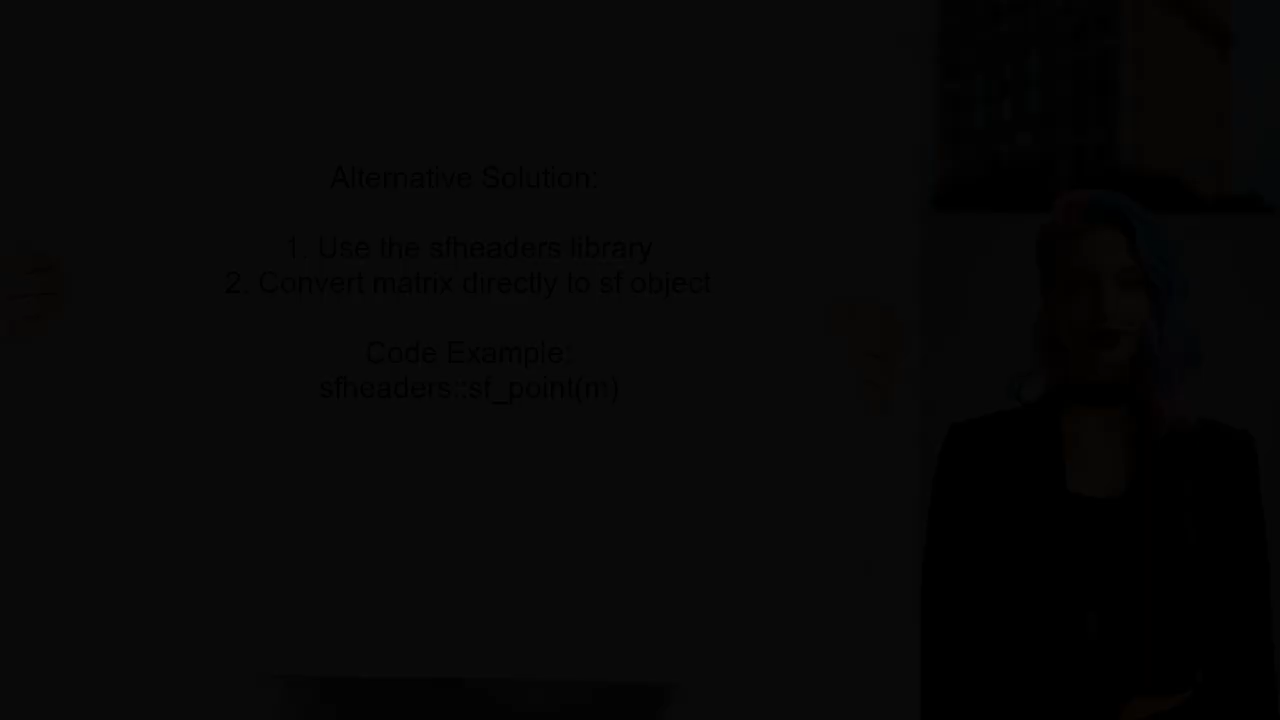 Alternative Solution:
1. Use the sfheaders library
2. Convert matrix directly to sf object
Code Example:
sfheaders::sf_point(m)